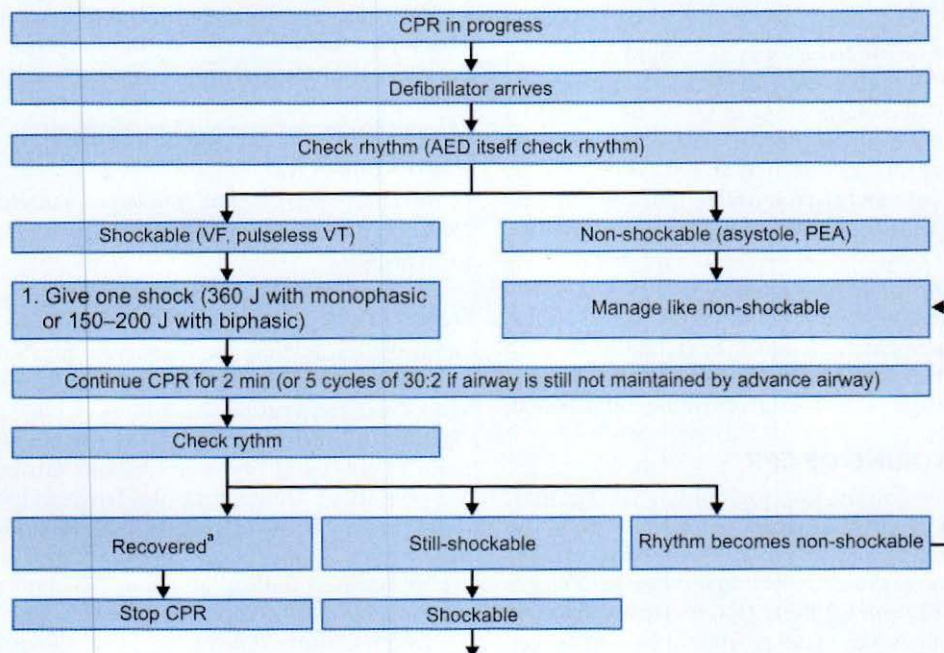 CPR in progress
Defibrillator arrives
Check rhythm (AED itself check rhythm)
Shockable (VF, pulseless VT)
Non-shockable (asystole, PEA)
1. Give one shock (360 J with monophasic
or 150–200 J with biphasic)
Manage like non-shockable
Continue CPR for 2 min (or 5 cycles of 30:2 if airway is still not maintained by advance airway)
Check rythm
Recovereda
Still-shockable
Rhythm becomes non-shockable
Stop CPR
Shockable